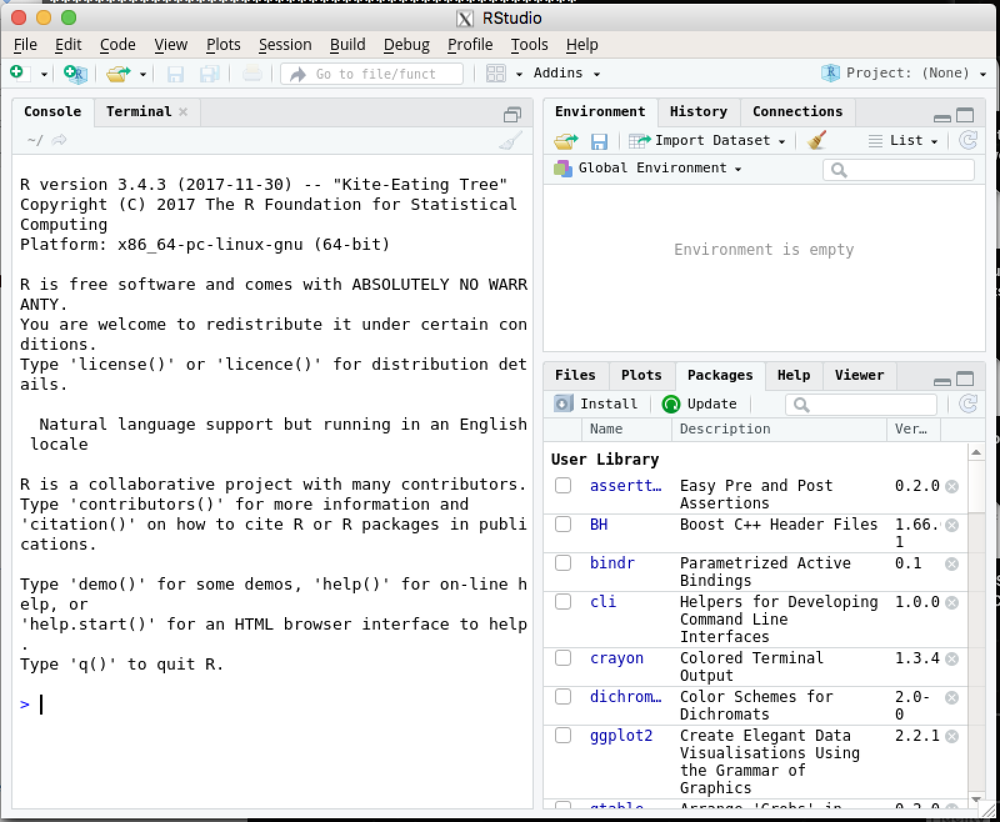 RStudio
File Edit Code View Plots Session Build Debug Profile Tools Help
Go to file/funct Addins Project: (None)
Console Terminal
~/
R version 3.4.3 (2017-11-30) -- "Kite-Eating Tree"
Copyright (C) 2017 The R Foundation for Statistical
Computing
Platform: x86_64-pc-linux-gnu (64-bit)
R is free software and comes with ABSOLUTELY NO WARR
ANTY.
You are welcome to redistribute it under certain con
ditions.
Type 'license()' or 'licence()' for distribution det
ails.
Natural language support but running in an English
locale
R is a collaborative project with many contributors.
Type 'contributors()' for more information and
'citation()' on how to cite R or R packages in publi
cations.
Type 'demo()' for some demos, 'help()' for on-line h
elp, or
'help.start()' for an HTML browser interface to help
.
Type 'q()' to quit R.
>
Environment History Connections
Import Dataset List
Global Environment
Environment is empty
Files Plots Packages Help Viewer
Install Update
Name Description Ver…
User Library
assertt… Easy Pre and Post 0.2.0
Assertions
BH Boost C++ Header Files 1.66.
1
bindr Parametrized Active 0.1
Bindings
cli Helpers for Developing 1.0.0
Command Line
Interfaces
crayon Colored Terminal 1.3.4
Output
dichrom… Color Schemes for 2.0-
Dichromats 0
ggplot2 Create Elegant Data 2.2.1
Visualisations Using
the Grammar of
Graphics
gtable Arrange 'Grobs' in 0.2.0